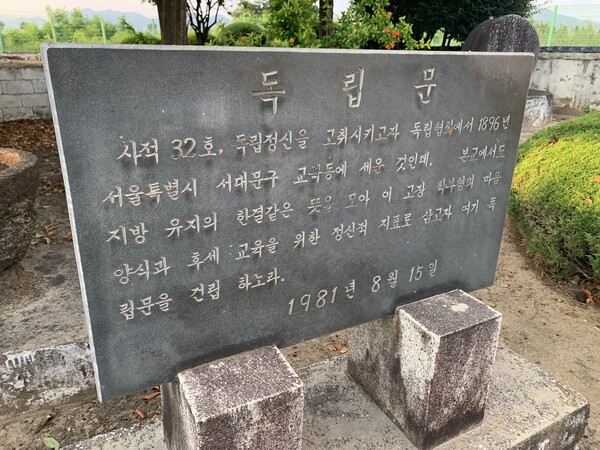 독립문
사적 32호, 독립정신을 고취시키고자 독립협회에서 1896년
서울특별시 서대문구 교북동에 세운 것인데, 본교에서도
지방 유지의 한결같은 뜻을 모아 이 고장 학부형의 마음
양식과 후세 교육을 위한 정신적 지표로 삼고자 여기 독
립문을 건립 하노라.
1981년 8월 15일